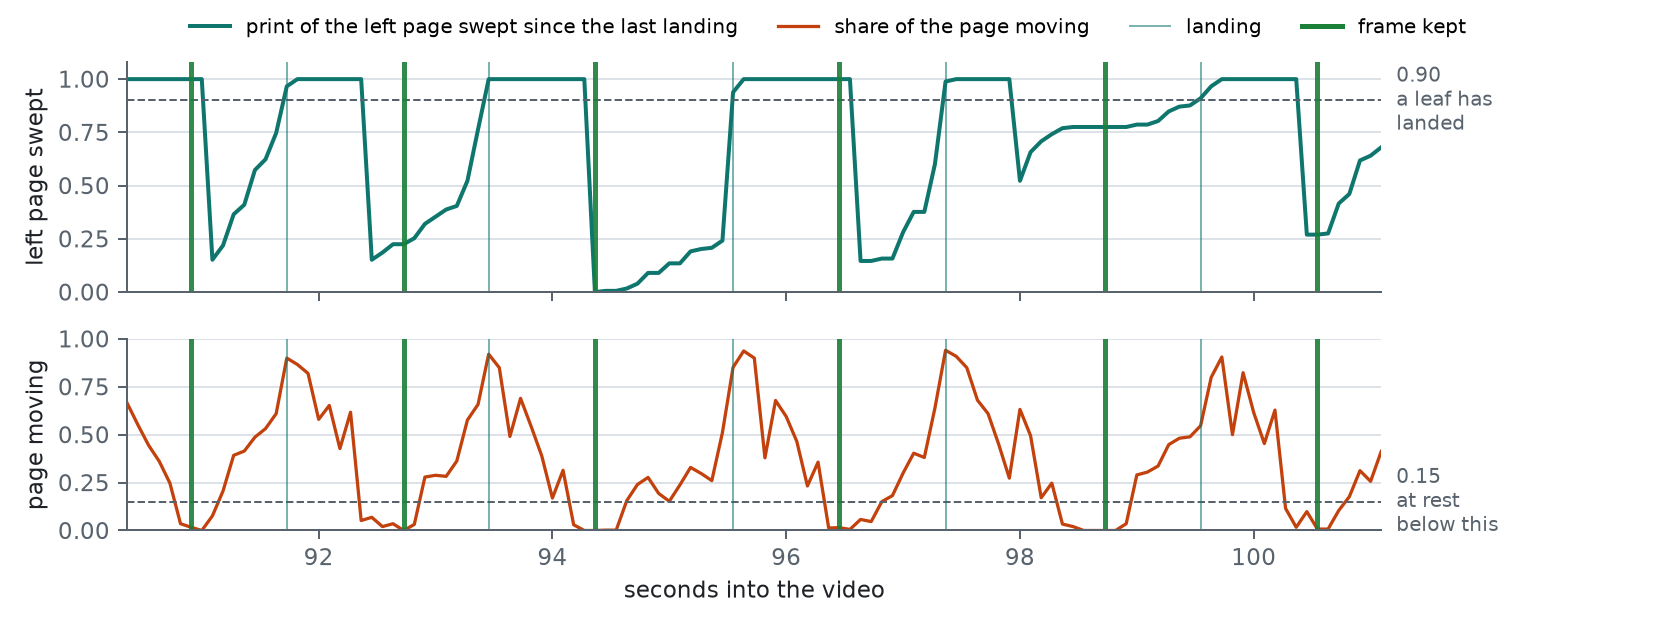 print of the left page swept since the last landing share of the page moving landing frame kept
left page swept
1.00
0.75
0.50
0.25
0.00
0.90
a leaf has
landed
page moving
1.00
0.75
0.50
0.25
0.00
0.15
at rest
below this
92 94 96 98 100
seconds into the video